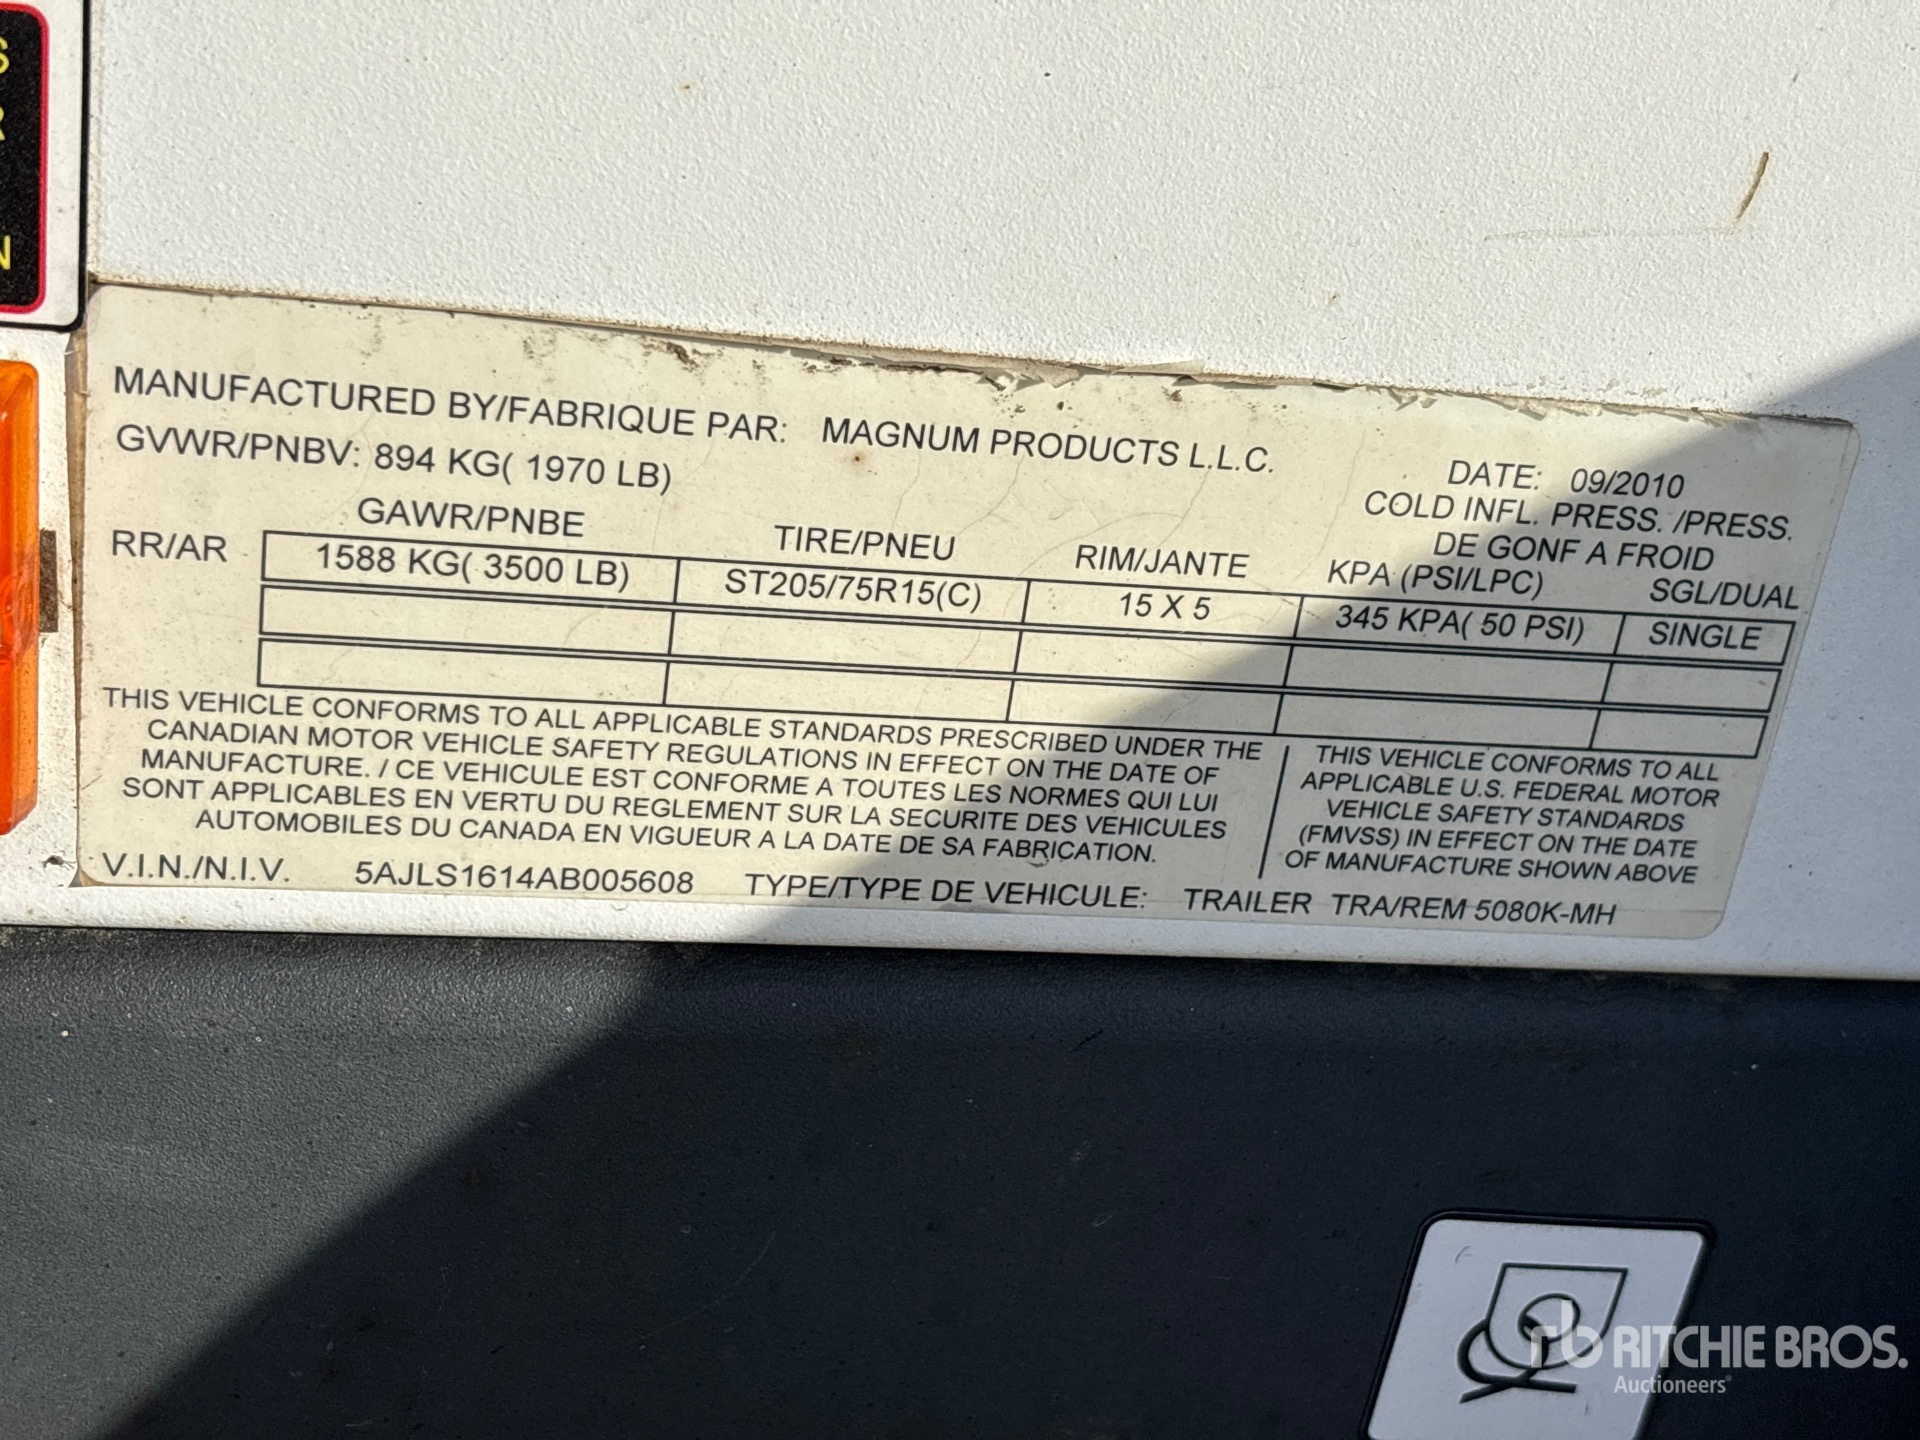 S
R
N
MANUFACTURED BY/FABRIQUE PAR: MAGNUM PRODUCTS L.L.C.
GVWR/PNBV: 894 KG( 1970 LB)
DATE: 09/2010
COLD INFL. PRESS. /PRESS.
DE GONF A FROID
GAWR/PNBE TIRE/PNEU RIM/JANTE KPA (PSI/LPC) SGL/DUAL
RR/AR 1588 KG( 3500 LB) ST205/75R15(C) 15 X 5 345 KPA( 50 PSI) SINGLE
THIS VEHICLE CONFORMS TO ALL APPLICABLE STANDARDS PRESCRIBED UNDER THE
CANADIAN MOTOR VEHICLE SAFETY REGULATIONS IN EFFECT ON THE DATE OF
MANUFACTURE. / CE VEHICULE EST CONFORME A TOUTES LES NORMES QUI LUI
SONT APPLICABLES EN VERTU DU REGLEMENT SUR LA SECURITE DES VEHICULES
AUTOMOBILES DU CANADA EN VIGUEUR A LA DATE DE SA FABRICATION.
THIS VEHICLE CONFORMS TO ALL
APPLICABLE U.S. FEDERAL MOTOR
VEHICLE SAFETY STANDARDS
(FMVSS) IN EFFECT ON THE DATE
OF MANUFACTURE SHOWN ABOVE
V.I.N./N.I.V. 5AJLS1614AB005608 TYPE/TYPE DE VEHICULE: TRAILER TRA/REM 5080K-MH
rb RITCHIE BROS.
Auctioneers®